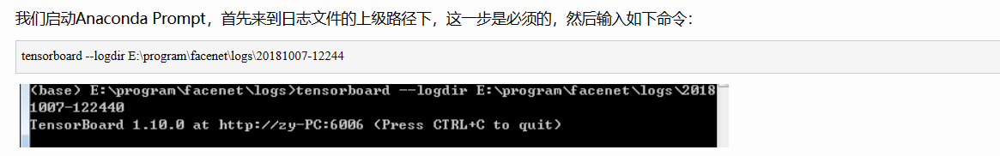 我们启动Anaconda Prompt，首先来到日志文件的上级路径下，这一步是必须的，然后输入如下命令：
tensorboard --logdir E:\program\facenet\logs\20181007-12244
(base) E:\program\facenet\logs>tensorboard --logdir E:\program\facenet\logs\2018
1007-122440
TensorBoard 1.10.0 at http://zy-PC:6006 (Press CTRL+C to quit)